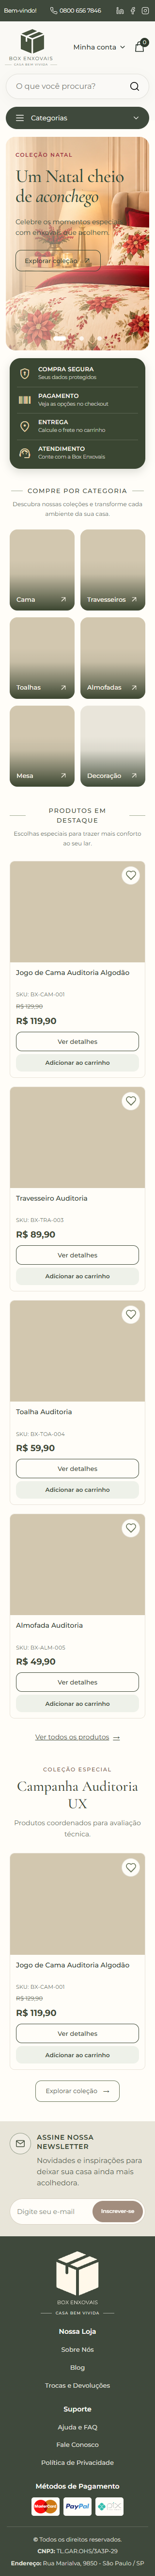 Bem-vindo!
0800 656 7846
BOX ENXOVAIS
CASA BEM VIVIDA
Minha conta
0
O que você procura?
Categorias
COLEÇÃO NATAL
Um Natal cheio
de aconchego
Celebre os momentos especiais
com quem você ama, no
Explorar coleção
COMPRA SEGURA
Seus dados protegidos
PAGAMENTO
Veja as opções no checkout
ENTREGA
Calcule o frete no carrinho
ATENDIMENTO
Conte com a Box Enxovais
COMPRE POR CATEGORIA
Descubra nossas coleções e transforme cada
ambiente da sua casa.
Cama
Travesseiros
Toalhas
Almofadas
Mesa
Decoração
PRODUTOS EM
DESTAQUE
Escolhas especiais para trazer mais conforto
ao seu lar.
Jogo de Cama Auditoria Algodão
SKU: BX-CAM-001
R$ 129,90
R$ 119,90
Ver detalhes
Adicionar ao carrinho
Travesseiro Auditoria
SKU: BX-TRA-003
R$ 89,90
Ver detalhes
Adicionar ao carrinho
Toalha Auditoria
SKU: BX-TOA-004
R$ 59,90
Ver detalhes
Adicionar ao carrinho
Almofada Auditoria
SKU: BX-ALM-005
R$ 49,90
Ver detalhes
Adicionar ao carrinho
Ver todos os produtos →
COLEÇÃO ESPECIAL
Campanha Auditoria
UX
Produtos coordenados para avaliação
técnica.
Jogo de Cama Auditoria Algodão
SKU: BX-CAM-001
R$ 129,90
R$ 119,90
Ver detalhes
Adicionar ao carrinho
Explorar coleção →
ASSINE NOSSA
NEWSLETTER
Novidades e inspirações para
deixar sua casa ainda mais
acolhedora.
Digite seu e-mail
Inscrever-se
BOX ENXOVAIS
CASA BEM VIVIDA
Nossa Loja
Sobre Nós
Blog
Trocas e Devoluções
Suporte
Ajuda e FAQ
Fale Conosco
Política de Privacidade
Métodos de Pagamento
MasterCard
PayPal
pix
© Todos os direitos reservados.
CNPJ: TL.GAR.OHS/3A3P-29
Endereço: Rua Marialva, 9850 - São Paulo / SP